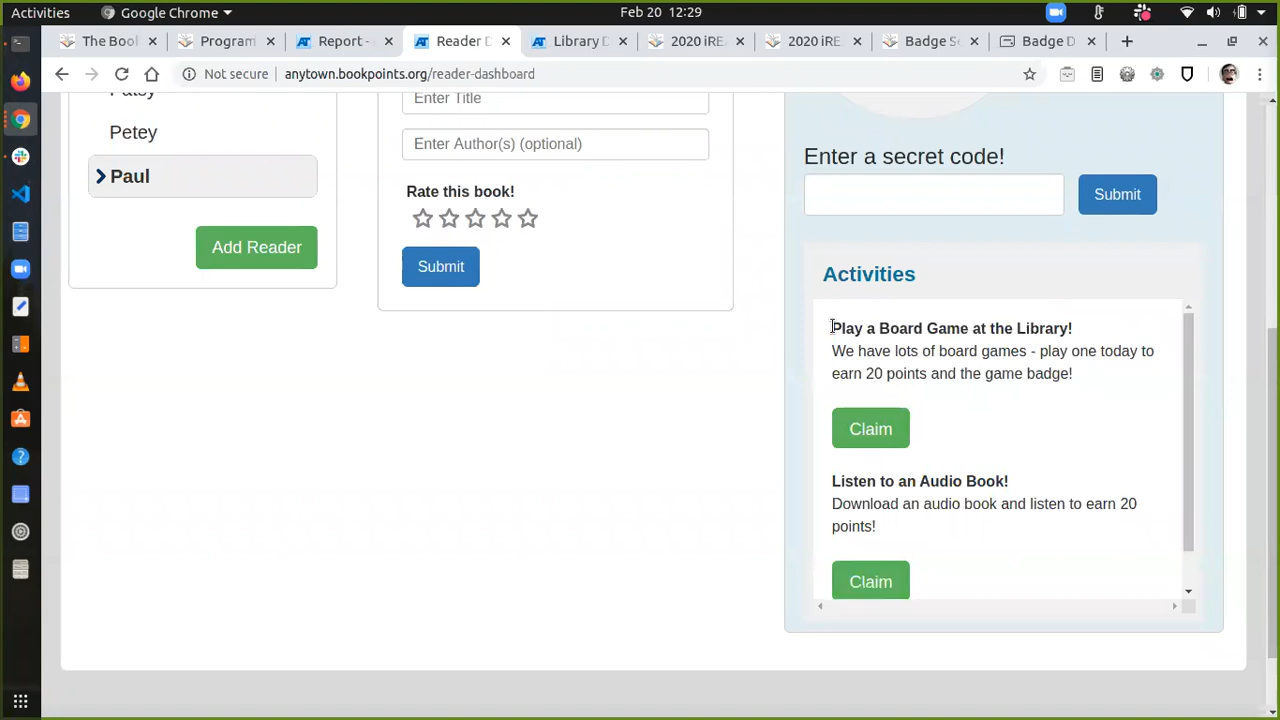 Activities
Google Chrome
Feb 20 12:29
The Boo
Program
Report -
Reader D
Library D
2020 iRE
2020 iRE
Badge S
Badge D
Not secure
anytown.bookpoints.org/reader-dashboard
Patsy
Petey
Paul
Add Reader
Enter Title
Enter Author(s) (optional)
Rate this book!
Submit
Enter a secret code!
Submit
Activities
Play a Board Game at the Library!
We have lots of board games - play one today to
earn 20 points and the game badge!
Claim
Listen to an Audio Book!
Download an audio book and listen to earn 20
points!
Claim